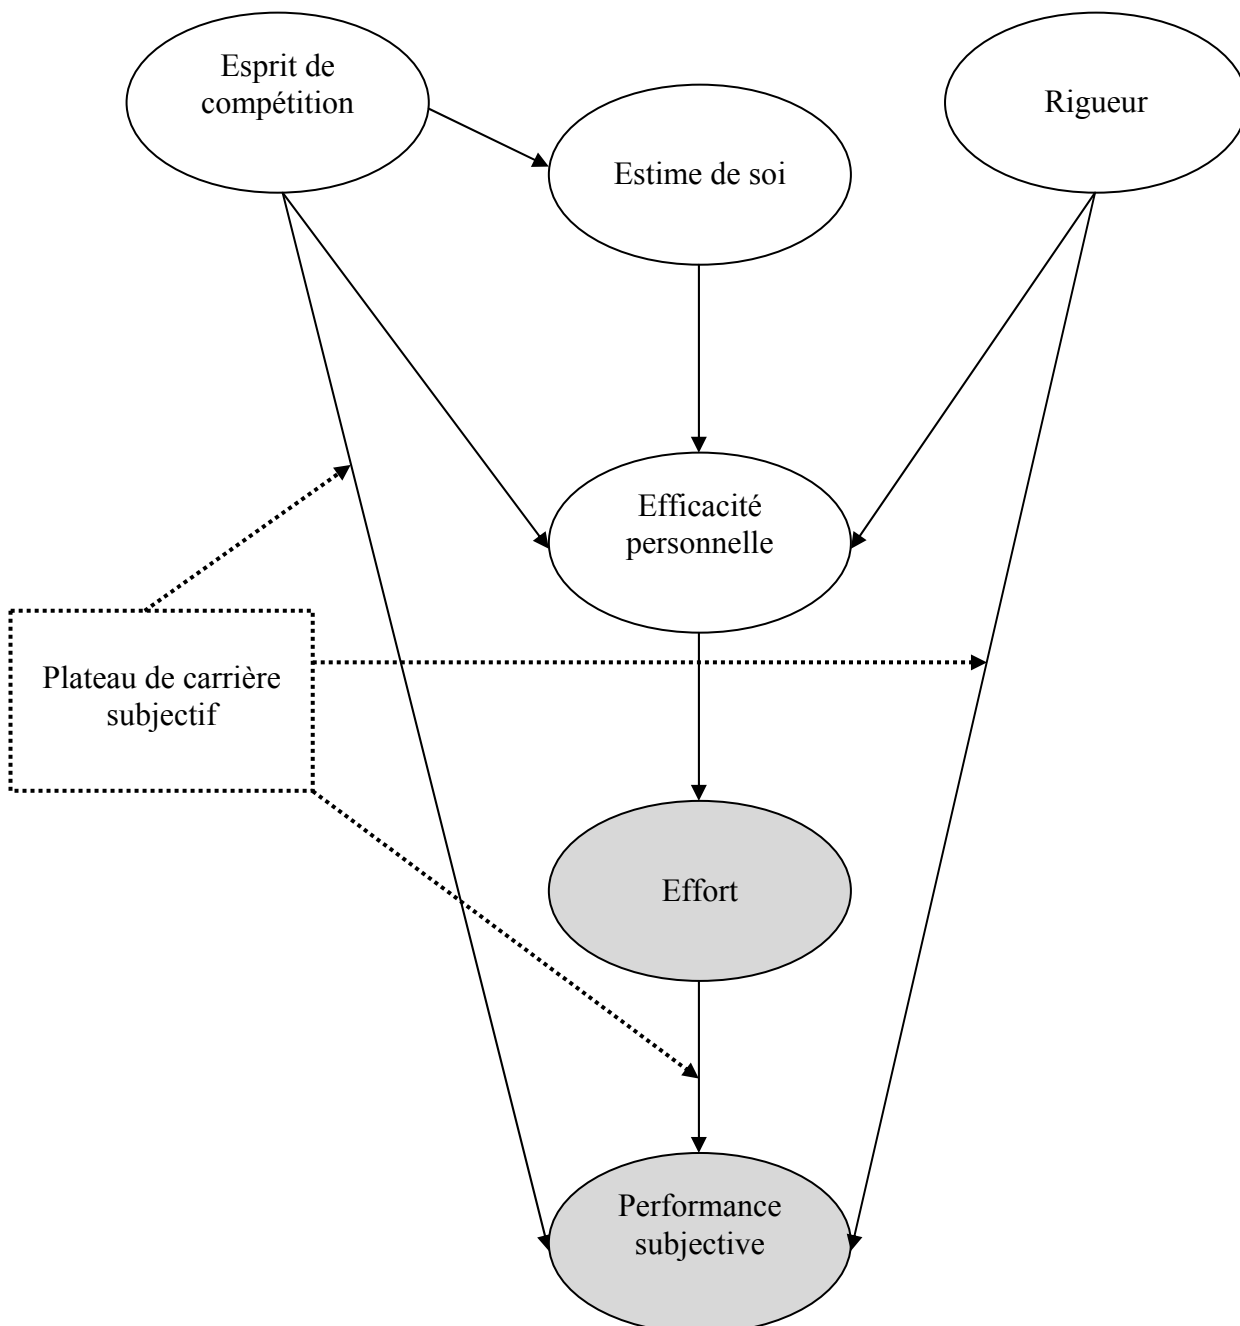 Esprit de
compétition
Estime de soi
Rigueur
Efficacité
personnelle
Plateau de carrière
subjectif
Effort
Performance
subjective